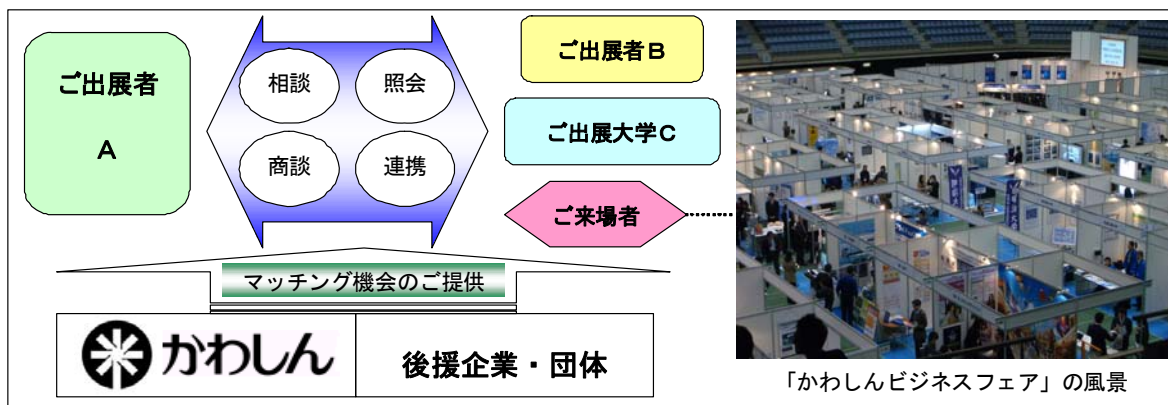 ご出展者
A
相談
照会
商談
連携
ご出展者B
ご出展大学C
ご来場者
マッチング機会のご提供
かわしん
後援企業・団体
「かわしんビジネスフェア」の風景